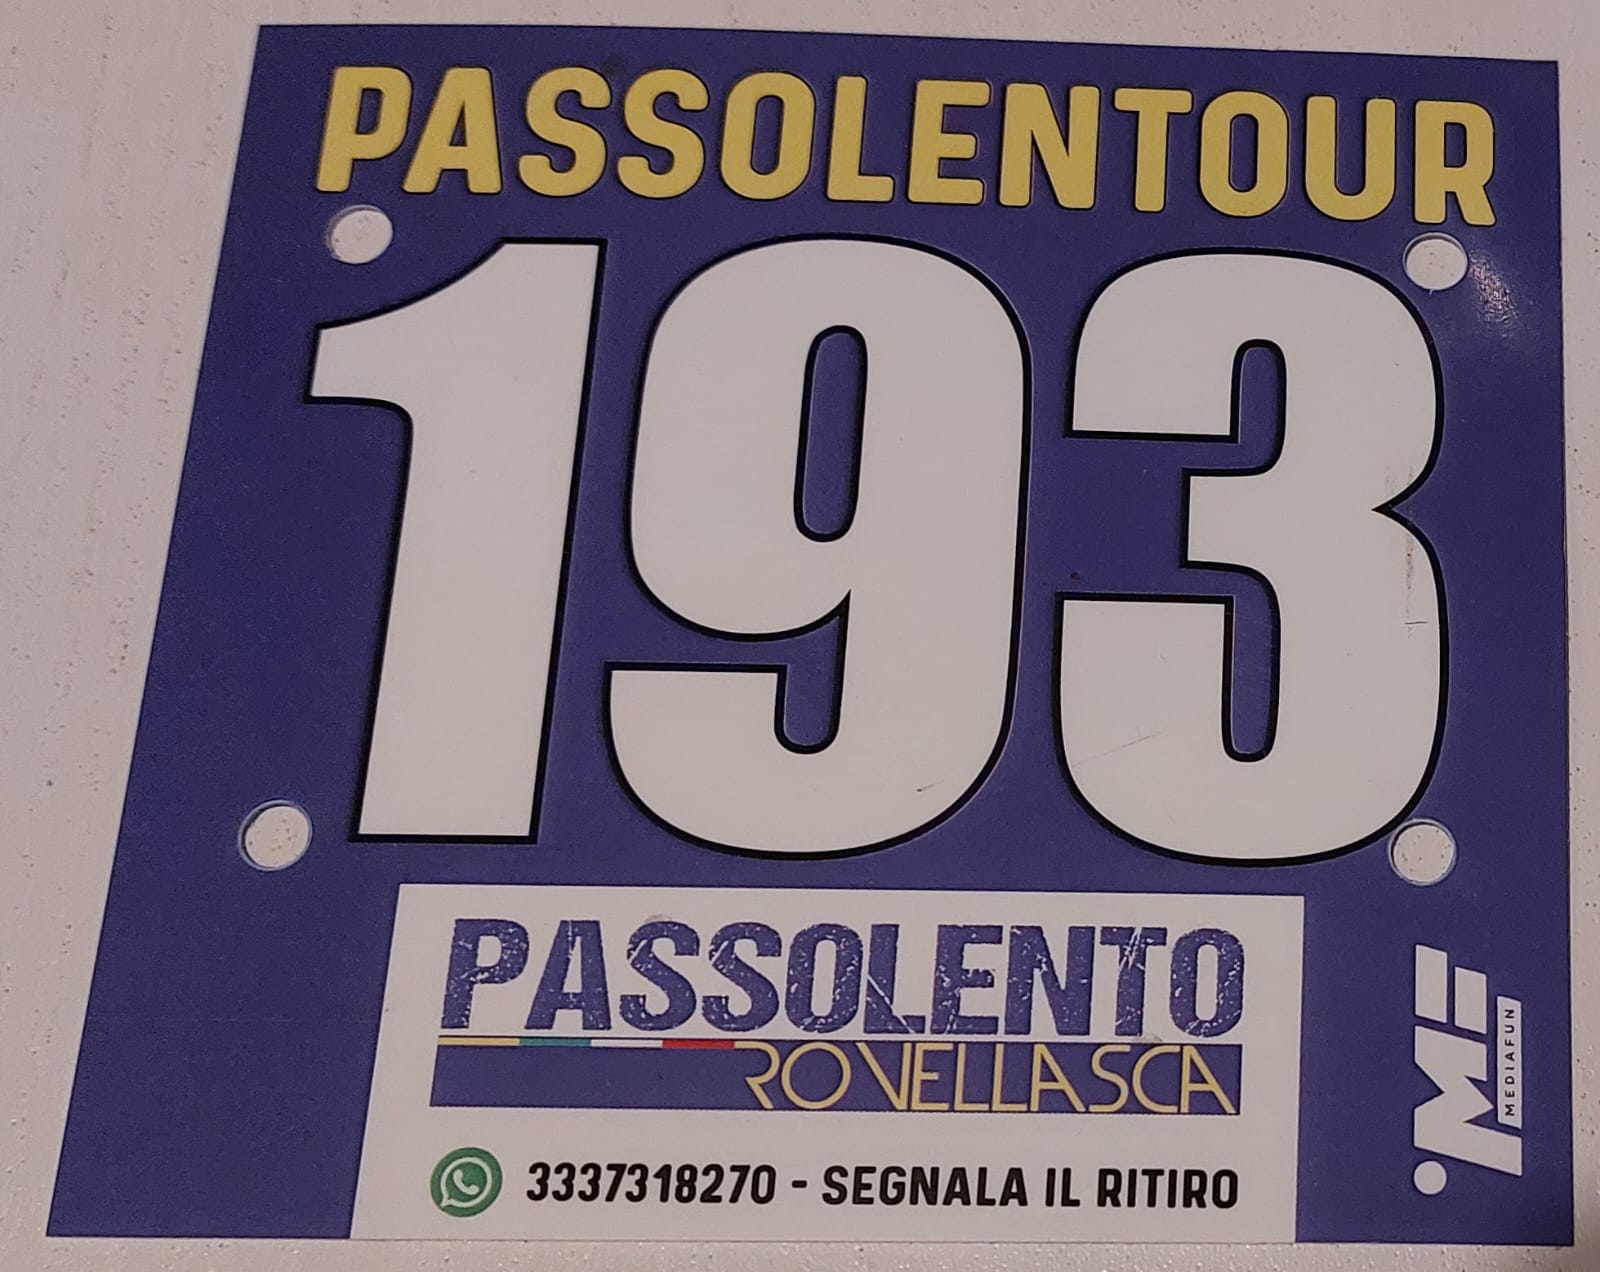 PASSOLENTOUR
193
PASSOLENTO
ROVELLASCA
3337318270 - SEGNALA IL RITIRO
MF
MEDIAFUN